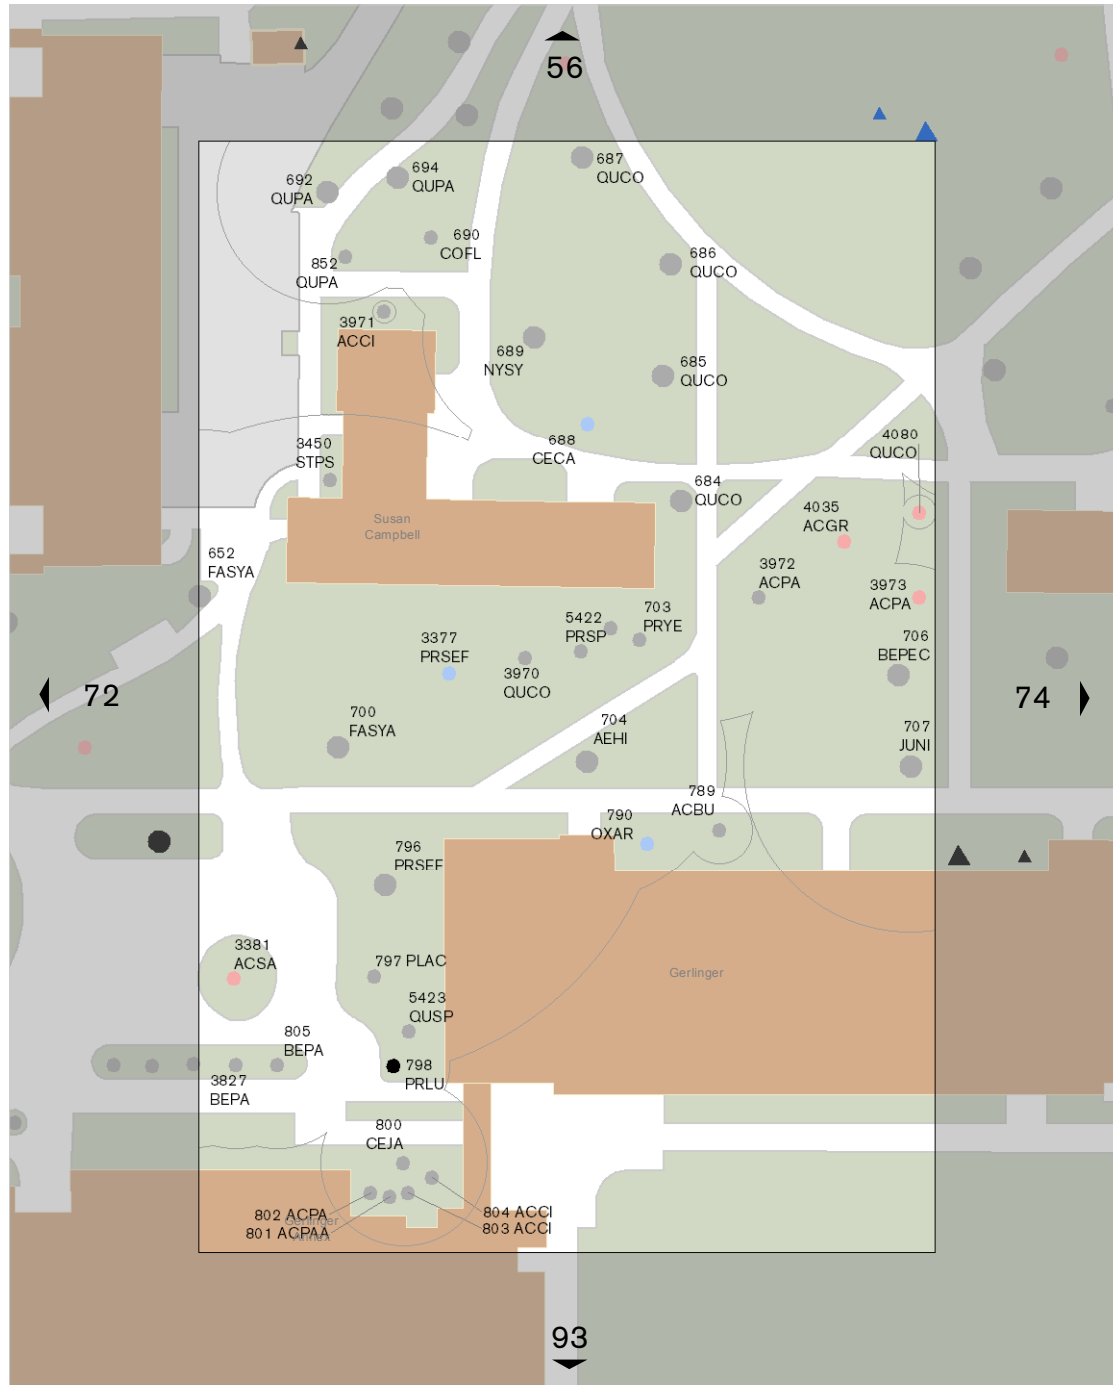 56
687
QUCO
694
QUPA
692
QUPA
690
COFL
852
QUPA
686
QUCO
3971
ACCI
689
NYSY
685
QUCO
688
CECA
4080
QUCO
3450
STPS
684
QUCO
4035
ACGR
Susan
Campbell
652
FASYA
3972
ACPA
3973
ACPA
5422
PRSP
703
PRYE
3377
PRSEF
3970
QUCO
706
BEPEC
72
74
700
FASYA
704
AEHI
707
JUNI
789
ACBU
790
OXAR
796
PRSEF
3381
ACSA
797 PLAC
Gerlinger
5423
QUSP
805
BEPA
798
PRLU
3827
BEPA
800
CEJA
802 ACPA
804 ACCI
Gerlinger
Annex
801 ACPAA
803 ACCI
93